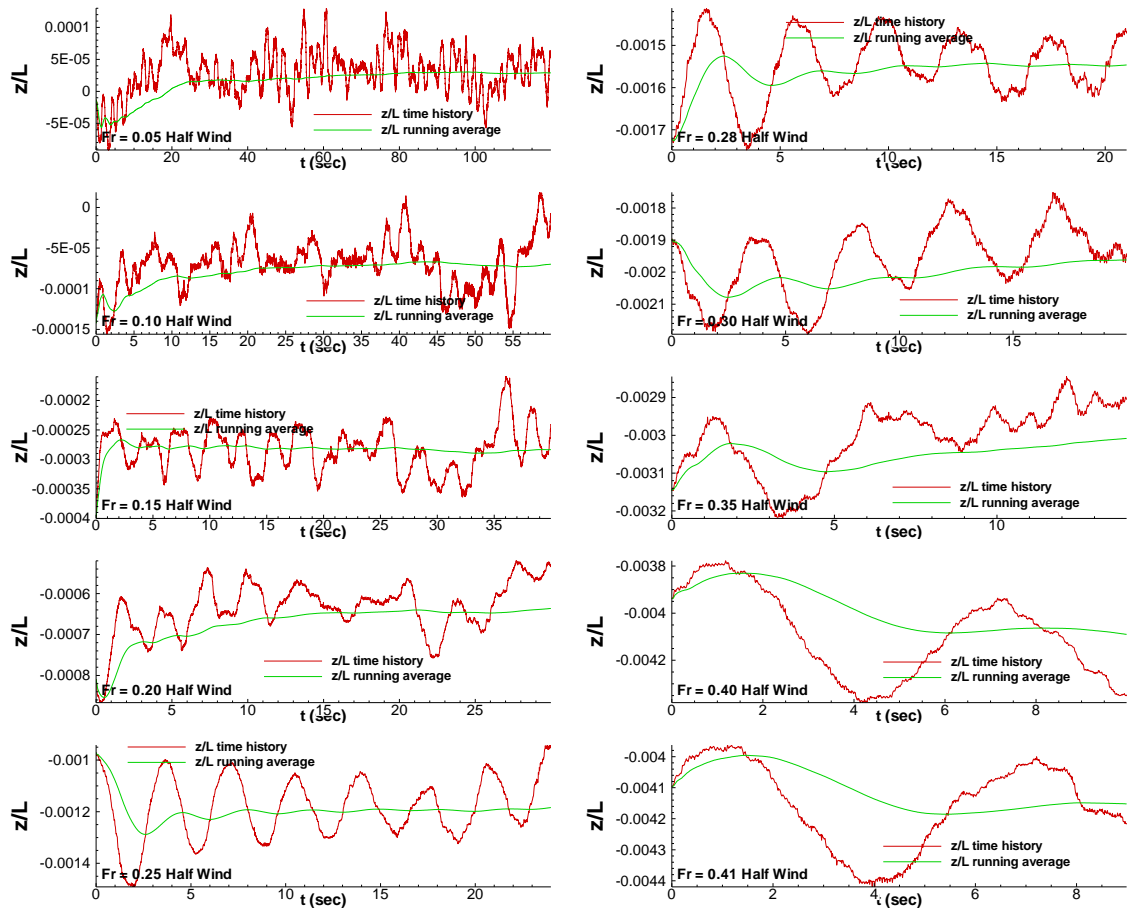 z/L
0.0001
5E-05
0
-5E-05
z/L time history
z/L running average
Fr = 0.05 Half Wind
0 20 40 60 80 100
t (sec)
z/L
0
-5E-05
-0.0001
-0.00015
z/L time history
z/L running average
Fr = 0.10 Half Wind
0 5 10 15 20 25 30 35 40 45 50 55
t (sec)
z/L
-0.0002
-0.00025
-0.0003
-0.00035
-0.0004
z/L time history
z/L running average
Fr = 0.15 Half Wind
0 5 10 15 20 25 30 35
t (sec)
z/L
-0.0006
-0.0007
-0.0008
z/L time history
z/L running average
Fr = 0.20 Half Wind
0 5 10 15 20 25
t (sec)
z/L
-0.001
-0.0012
-0.0014
z/L time history
z/L running average
Fr = 0.25 Half Wind
0 5 10 15 20
t (sec)
z/L
-0.0015
-0.0016
-0.0017
z/L time history
z/L running average
Fr = 0.28 Half Wind
0 5 10 15 20
t (sec)
z/L
-0.0018
-0.0019
-0.002
-0.0021
z/L time history
z/L running average
Fr = 0.30 Half Wind
0 5 10 15
t (sec)
z/L
-0.0029
-0.003
-0.0031
-0.0032
z/L time history
z/L running average
Fr = 0.35 Half Wind
0 5 10
t (sec)
z/L
-0.0038
-0.004
-0.0042
z/L time history
z/L running average
Fr = 0.40 Half Wind
0 2 4 6 8
t (sec)
z/L
-0.004
-0.0041
-0.0042
-0.0043
-0.0044
z/L time history
z/L running average
Fr = 0.41 Half Wind
0 2 4 6 8
t (sec)